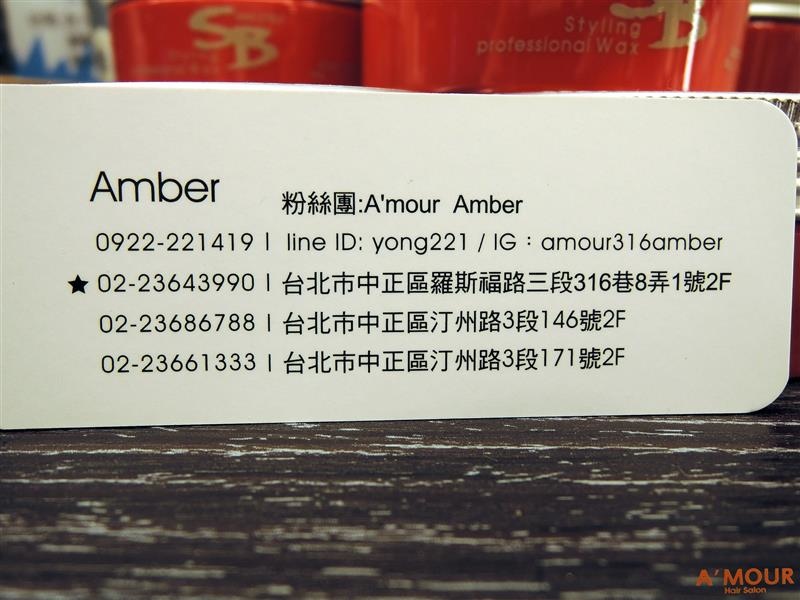 SB
Styling
professional Wax
SB
Amber
粉絲團:A'mour Amber
0922-221419 | line ID: yong221 / IG : amour316amber
★ 02-23643990 | 台北市中正區羅斯福路三段316巷8弄1號2F
02-23686788 | 台北市中正區汀州路3段146號2F
02-23661333 | 台北市中正區汀州路3段171號2F
A'MOUR
Hair Salon